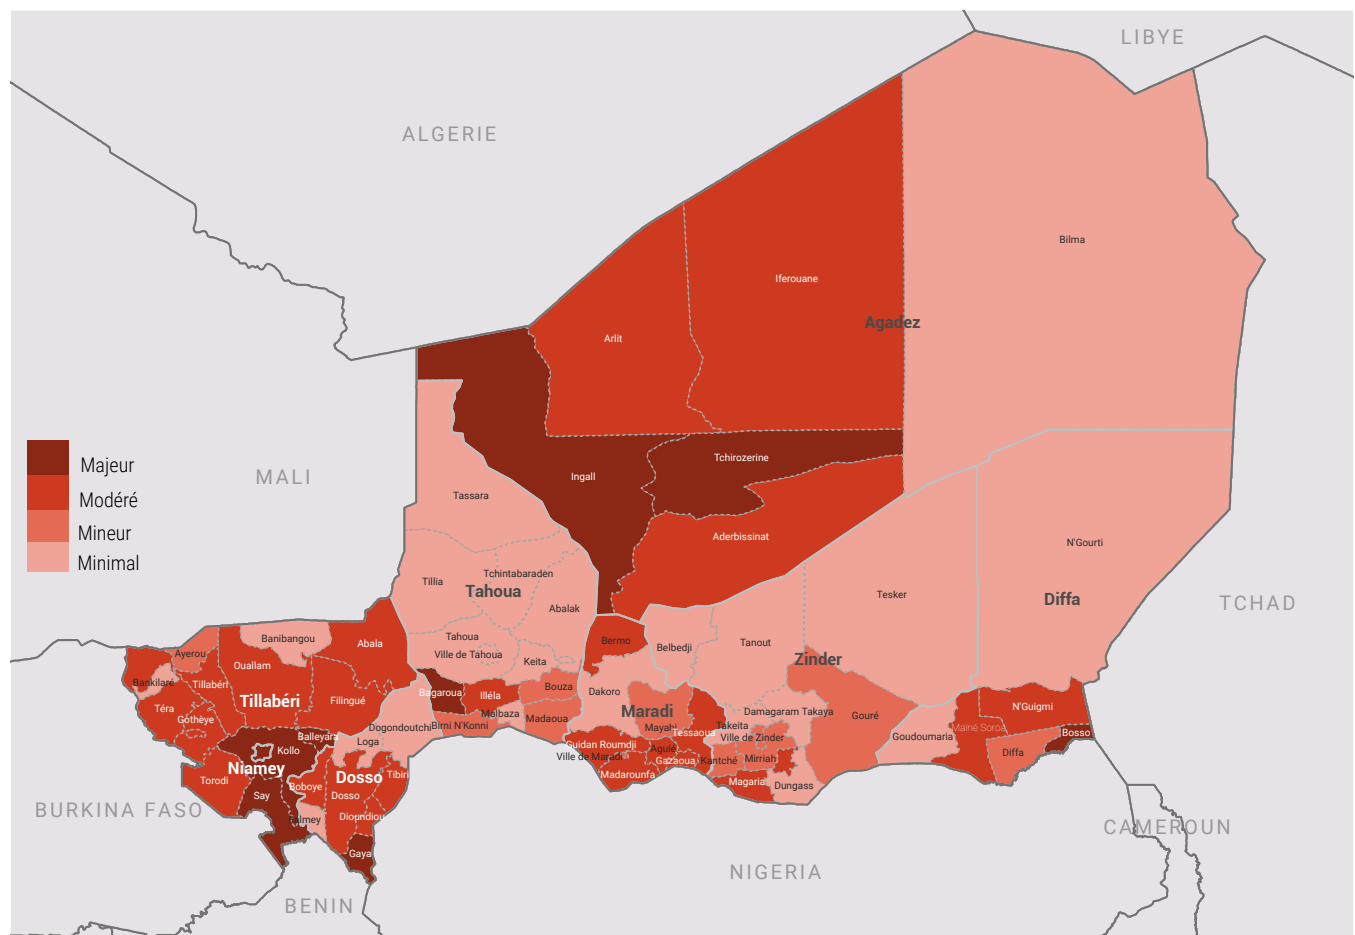 LIBYE
ALGERIE
Bilma
Iferouane
Agadez
Arlit
Majeur
Modéré
Mineur
Minimal
MALI
Tchirozerine
Ingall
Tassara
Aderbissinat
N'Gourti
Tchintabaraden
Tillia
Tahoua
Abalak
Tesker
Diffa
TCHAD
Tahoua
Ville de Tahoua
Keita
Banibangou
Abala
Ayerou
Ouallam
Bankilaré
Tillabéri
Tillabéri
Filingué
Téra
Gothèye
Bermo
Belbedji
Tanout
Zinder
Bagaroua
Illéla
Bouza
Dakoro
Maradi
Malbaza
Madaoua
Birni N'Konni
Dogondoutchi
Mayahi
Tessaoua
Damagaram Takaya
Takeita
Ville de Zinder
Gouré
Goudoumaria
N'Guigmi
Maïné Soroa
Bosso
Diffa
Balleyara
Loga
Kollo
Niamey
Dosso
Tibiri
Torodi
Say
Boboye
Dosso
Falmey
Dioundiou
Gaya
Guidan Roumdji
Ville de Maradi
Aguié
Gazaoua
Madarounfa
Kantché
Mirriah
Magaria
Dungass
BURKINA FASO
BENIN
NIGERIA
CAMEROUN